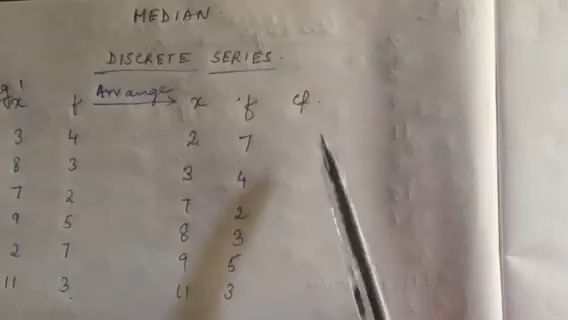 MEDIAN
DISCRETE SERIES.
x f Arrange x f cf.
3 4 2 7
8 3 3 4
7 2 7 2
9 5 8 3
2 7 9 5
11 3 11 3